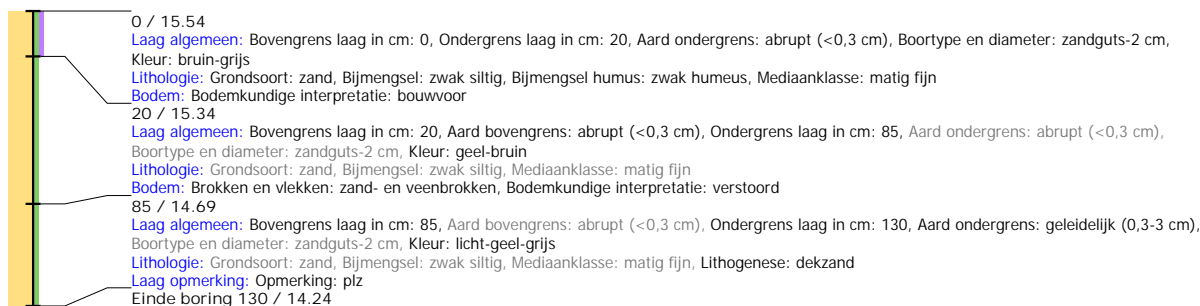 0 / 15.54
Laag algemeen: Bovengrens laag in cm: 0, Ondergrens laag in cm: 20, Aard ondergrens: abrupt (<0,3 cm), Boortype en diameter: zandguts-2 cm,
Kleur: bruin-grijs
Lithologie: Grondsoort: zand, Bijmengsel: zwak siltig, Bijmengsel humus: zwak humeus, Mediaanklasse: matig fijn
Bodem: Bodemkundige interpretatie: bouwvoor
20 / 15.34
Laag algemeen: Bovengrens laag in cm: 20, Aard bovengrens: abrupt (<0,3 cm), Ondergrens laag in cm: 85, Aard ondergrens: abrupt (<0,3 cm),
Boortype en diameter: zandguts-2 cm, Kleur: geel-bruin
Lithologie: Grondsoort: zand, Bijmengsel: zwak siltig, Mediaanklasse: matig fijn
Bodem: Brokken en vlekken: zand- en veenbrokken, Bodemkundige interpretatie: verstoord
85 / 14.69
Laag algemeen: Bovengrens laag in cm: 85, Aard bovengrens: abrupt (<0,3 cm), Ondergrens laag in cm: 130, Aard ondergrens: geleidelijk (0,3-3 cm),
Boortype en diameter: zandguts-2 cm, Kleur: licht-geel-grijs
Lithologie: Grondsoort: zand, Bijmengsel: zwak siltig, Mediaanklasse: matig fijn, Lithogenese: dekzand
Laag opmerking: Opmerking: plz
Einde boring 130 / 14.24